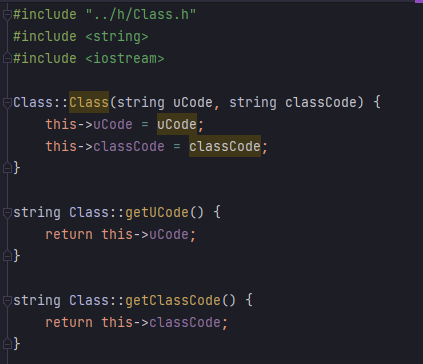 #include "../h/Class.h"
#include <string>
#include <iostream>
Class::Class(string uCode, string classCode) {
    this->uCode = uCode;
    this->classCode = classCode;
}
string Class::getUCode() {
    return this->uCode;
}
string Class::getClassCode() {
    return this->classCode;
}